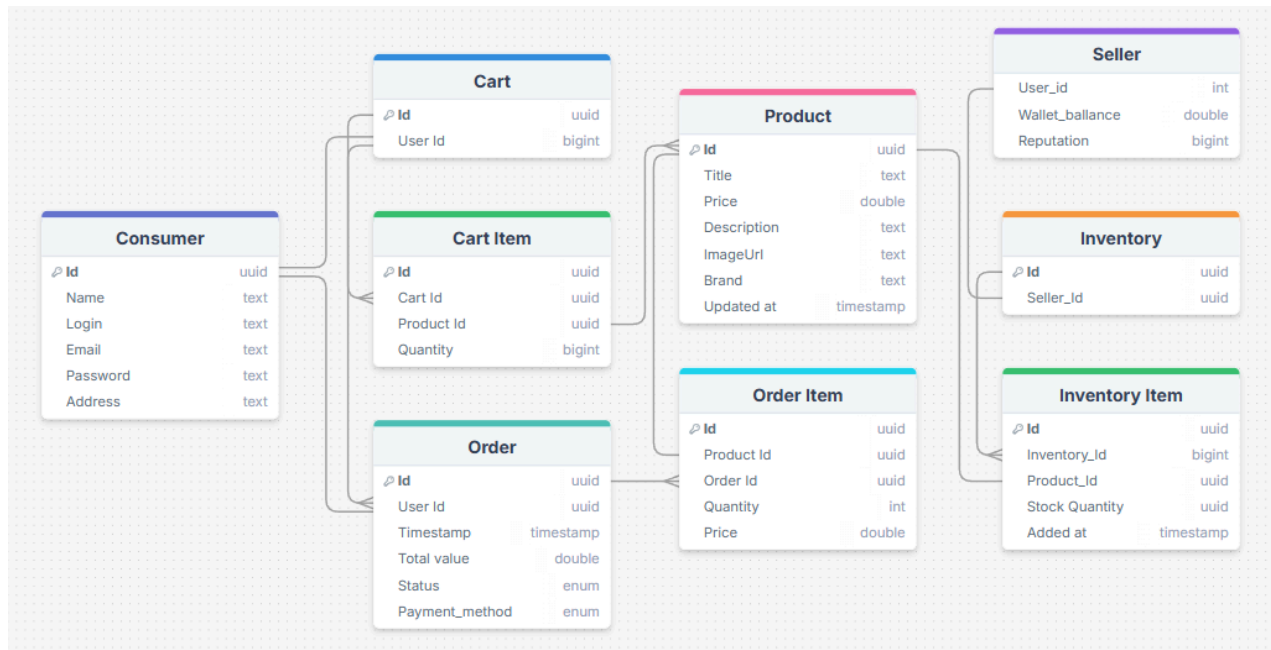 Consumer
Id uuid
Name text
Login text
Email text
Password text
Address text
Cart
Id uuid
User Id bigint
Cart Item
Id uuid
Cart Id uuid
Product Id uuid
Quantity bigint
Order
Id uuid
User Id uuid
Timestamp timestamp
Total value double
Status enum
Payment_method enum
Product
Id uuid
Title text
Price double
Description text
ImageUrl text
Brand text
Updated at timestamp
Order Item
Id uuid
Product Id uuid
Order Id uuid
Quantity int
Price double
Seller
User_id int
Wallet_ballance double
Reputation bigint
Inventory
Id uuid
Seller_Id uuid
Inventory Item
Id uuid
Inventory_Id bigint
Product_Id uuid
Stock Quantity uuid
Added at timestamp